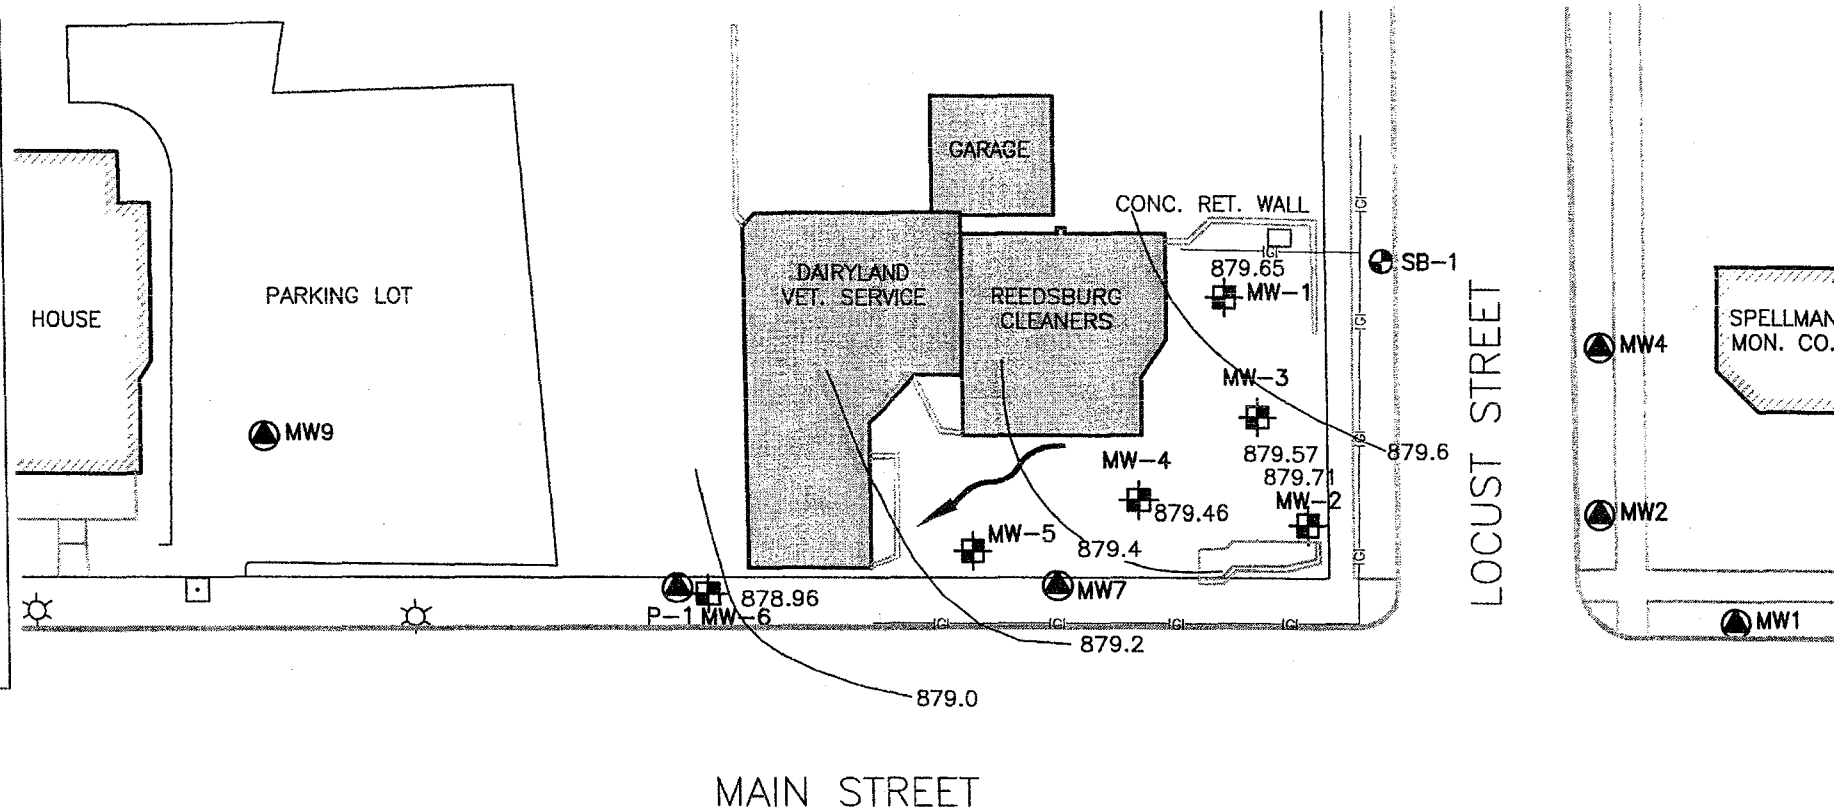 GARAGE
CONC. RET. WALL
DAIRYLAND
VET. SERVICE
REEDSBURG
CLEANERS
879.65
MW-1
SB-1
PARKING LOT
HOUSE
SPELLMAN
MON. CO.
MW4
MW-3
MW9
879.57
879.6
MW-4
879.71
MW-2
879.46
MW2
MW-5
879.4
LOCUST STREET
878.96
P-1
MW-6
MW7
MW1
G
G
G
G
G
G
G
G
G
879.2
879.0
MAIN STREET